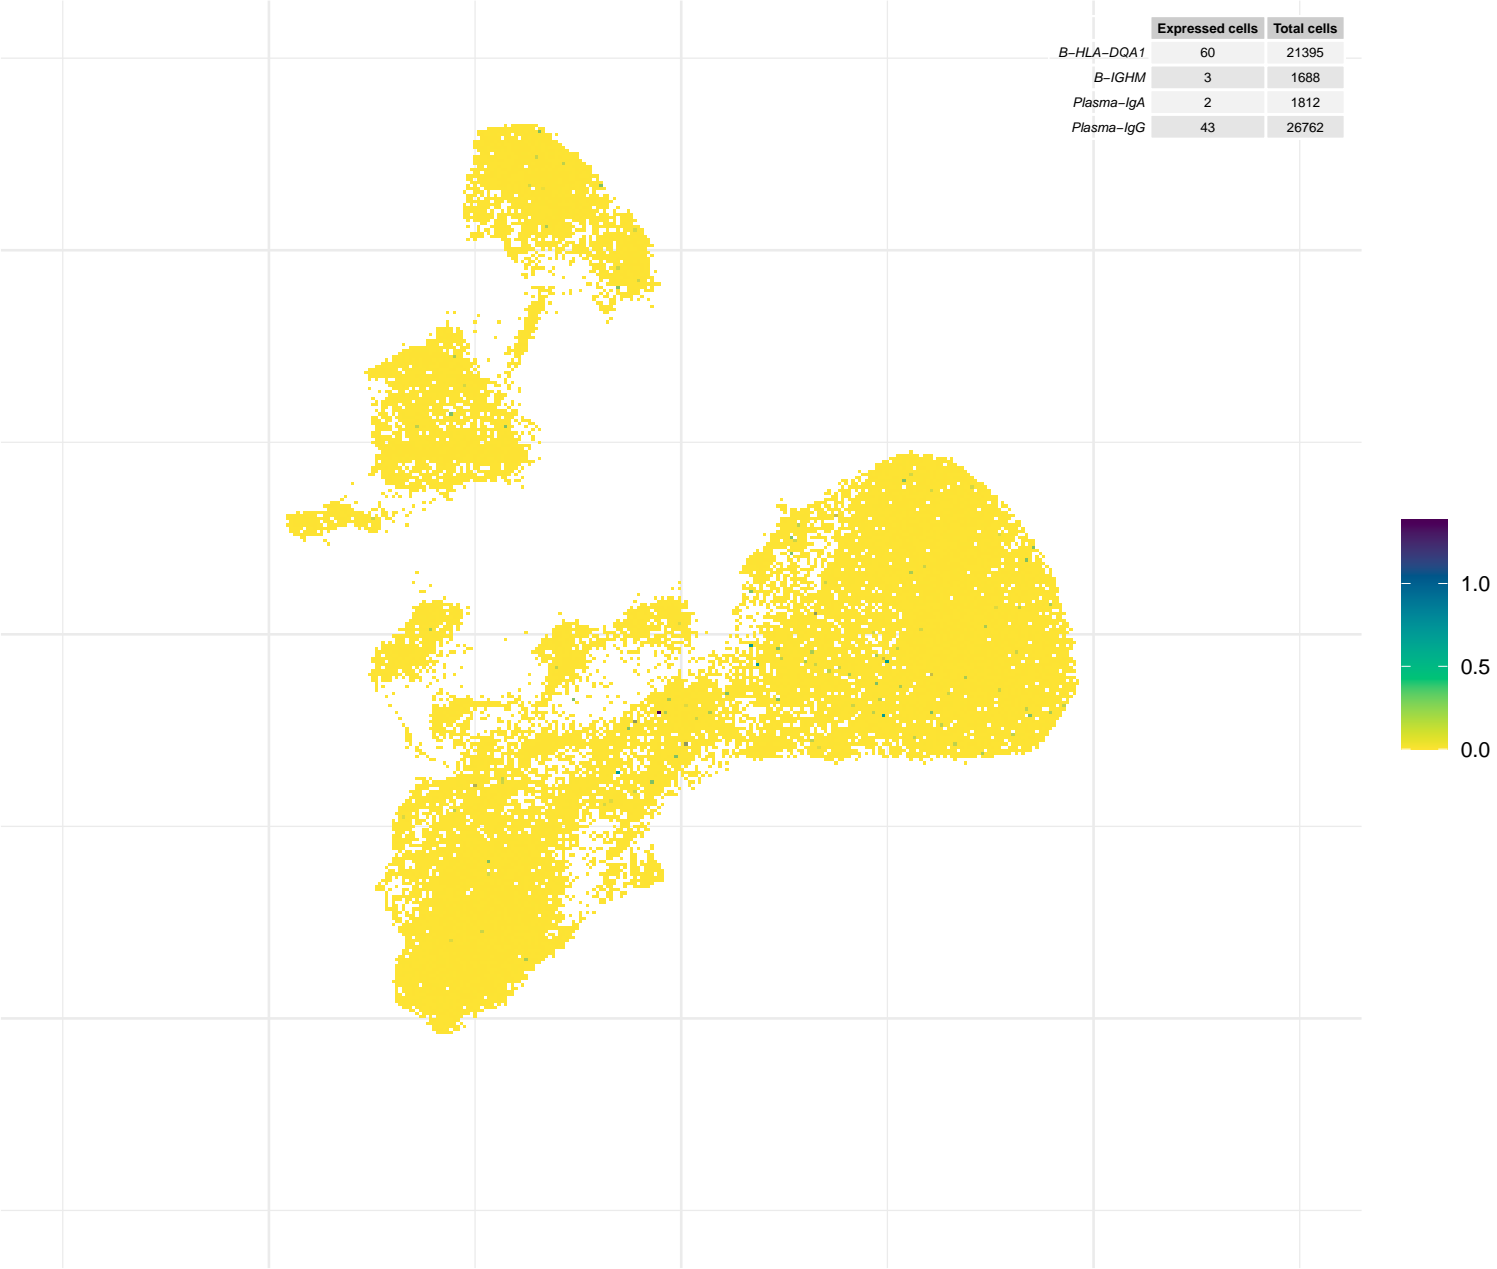 Expressed cells Total cells
B−HLA−DQA1 60 21395
B−IGHM 3 1688
Plasma−IgA 2 1812
Plasma−IgG 43 26762
1.0
0.5
0.0